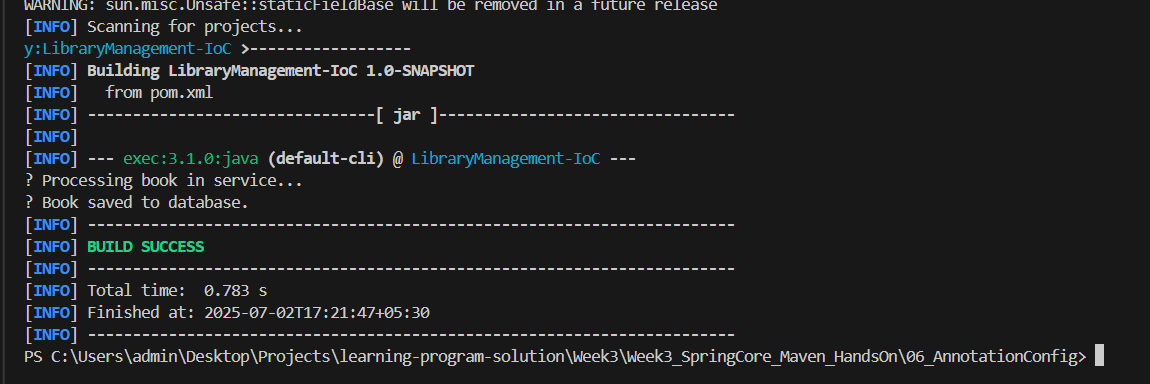 WARNING: sun.misc.Unsafe::staticFieldBase will be removed in a future release
[INFO] Scanning for projects...
y:LibraryManagement-IoC >------------------
[INFO] Building LibraryManagement-IoC 1.0-SNAPSHOT
[INFO]   from pom.xml
[INFO] --------------------------------[ jar ]---------------------------------
[INFO]
[INFO] --- exec:3.1.0:java (default-cli) @ LibraryManagement-IoC ---
? Processing book in service...
? Book saved to database.
[INFO] ------------------------------------------------------------------------
[INFO] BUILD SUCCESS
[INFO] ------------------------------------------------------------------------
[INFO] Total time:  0.783 s
[INFO] Finished at: 2025-07-02T17:21:47+05:30
[INFO] ------------------------------------------------------------------------
PS C:\Users\admin\Desktop\Projects\learning-program-solution\Week3\Week3_SpringCore_Maven_HandsOn\06_AnnotationConfig>